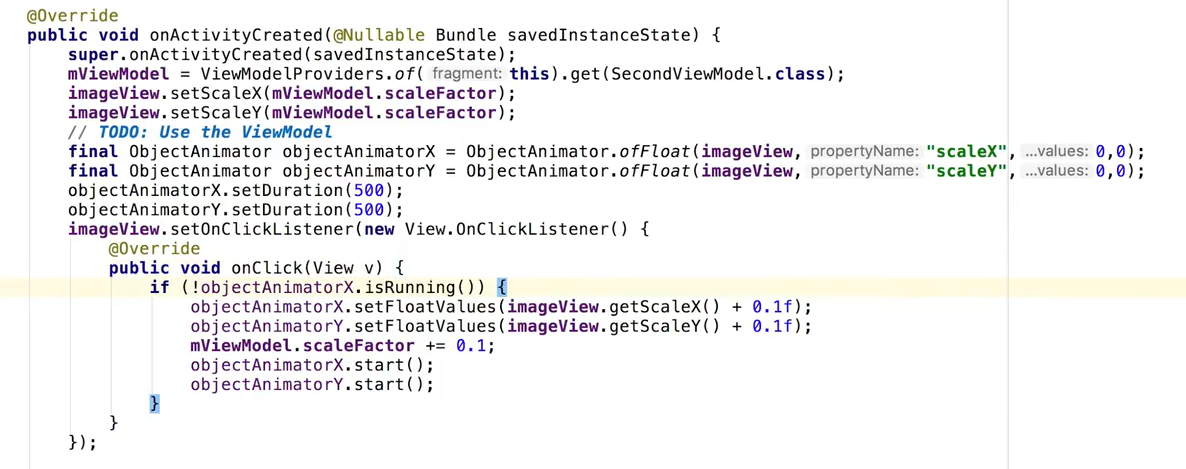 @Override
public void onActivityCreated(@Nullable Bundle savedInstanceState) {
super.onActivityCreated(savedInstanceState);
mViewModel = ViewModelProviders.of( fragment: this).get(SecondViewModel.class);
imageView.setScaleX(mViewModel.scaleFactor);
imageView.setScaleY(mViewModel.scaleFactor);
// TODO: Use the ViewModel
final ObjectAnimator objectAnimatorX = ObjectAnimator.ofFloat(imageView, propertyName: "scaleX", ...values: 0,0);
final ObjectAnimator objectAnimatorY = ObjectAnimator.ofFloat(imageView, propertyName: "scaleY", ...values: 0,0);
objectAnimatorX.setDuration(500);
objectAnimatorY.setDuration(500);
imageView.setOnClickListener(new View.OnClickListener() {
@Override
public void onClick(View v) {
if (!objectAnimatorX.isRunning()) {
objectAnimatorX.setFloatValues(imageView.getScaleX() + 0.1f);
objectAnimatorY.setFloatValues(imageView.getScaleY() + 0.1f);
mViewModel.scaleFactor += 0.1;
objectAnimatorX.start();
objectAnimatorY.start();
}
}
});